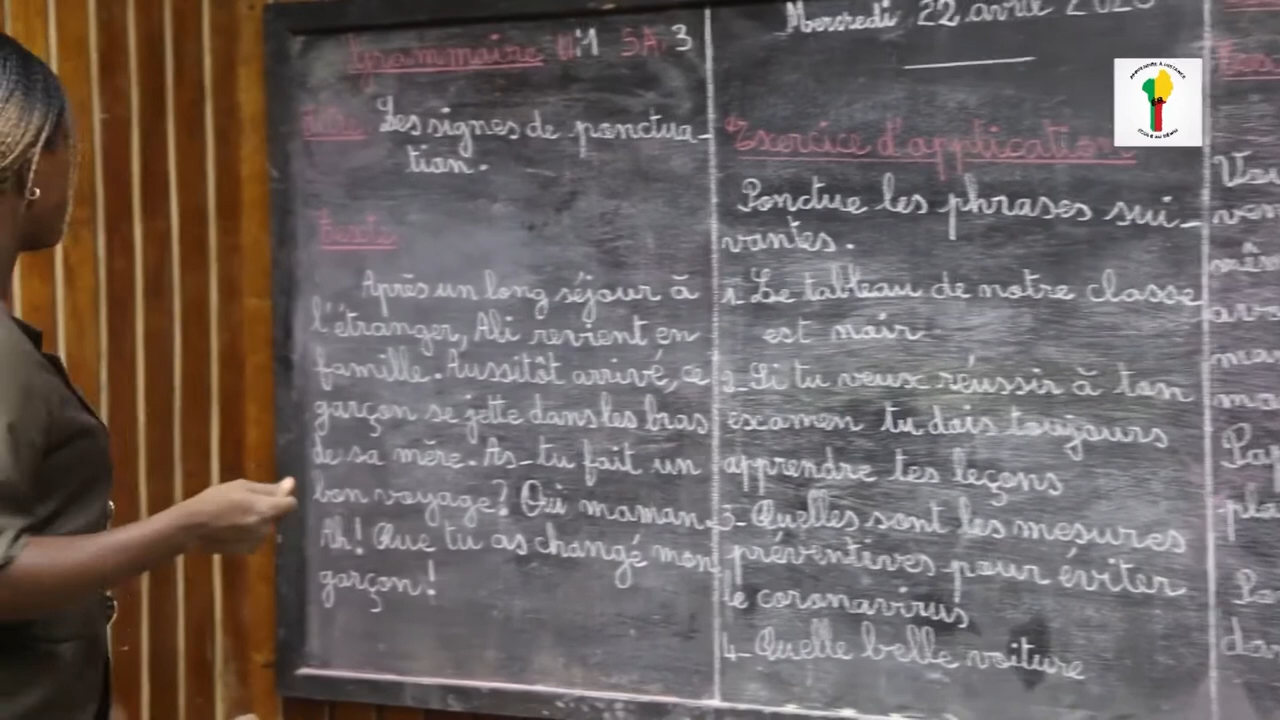 Grammaire
5A 3
Les signes de ponctua-
tion.
Texte
Après un long séjour à
l'étranger, Ali revient en
famille. Aussitôt arrivé, ce
garçon se jette dans les bras
de sa mère. As-tu fait un
bon voyage? Oui maman.
Ah! Que tu as changé mon
garçon!
Mercredi 22 avril
Exercice d'application
Ponctue les phrases sui-
vantes.
1. Le tableau de notre classe
est noir
2-Si tu veux réussir à ton
examen tu dois toujours
apprendre tes leçons
3-Quelles sont les mesures
préventives pour éviter
le coronavirus
4-Quelle belle voiture